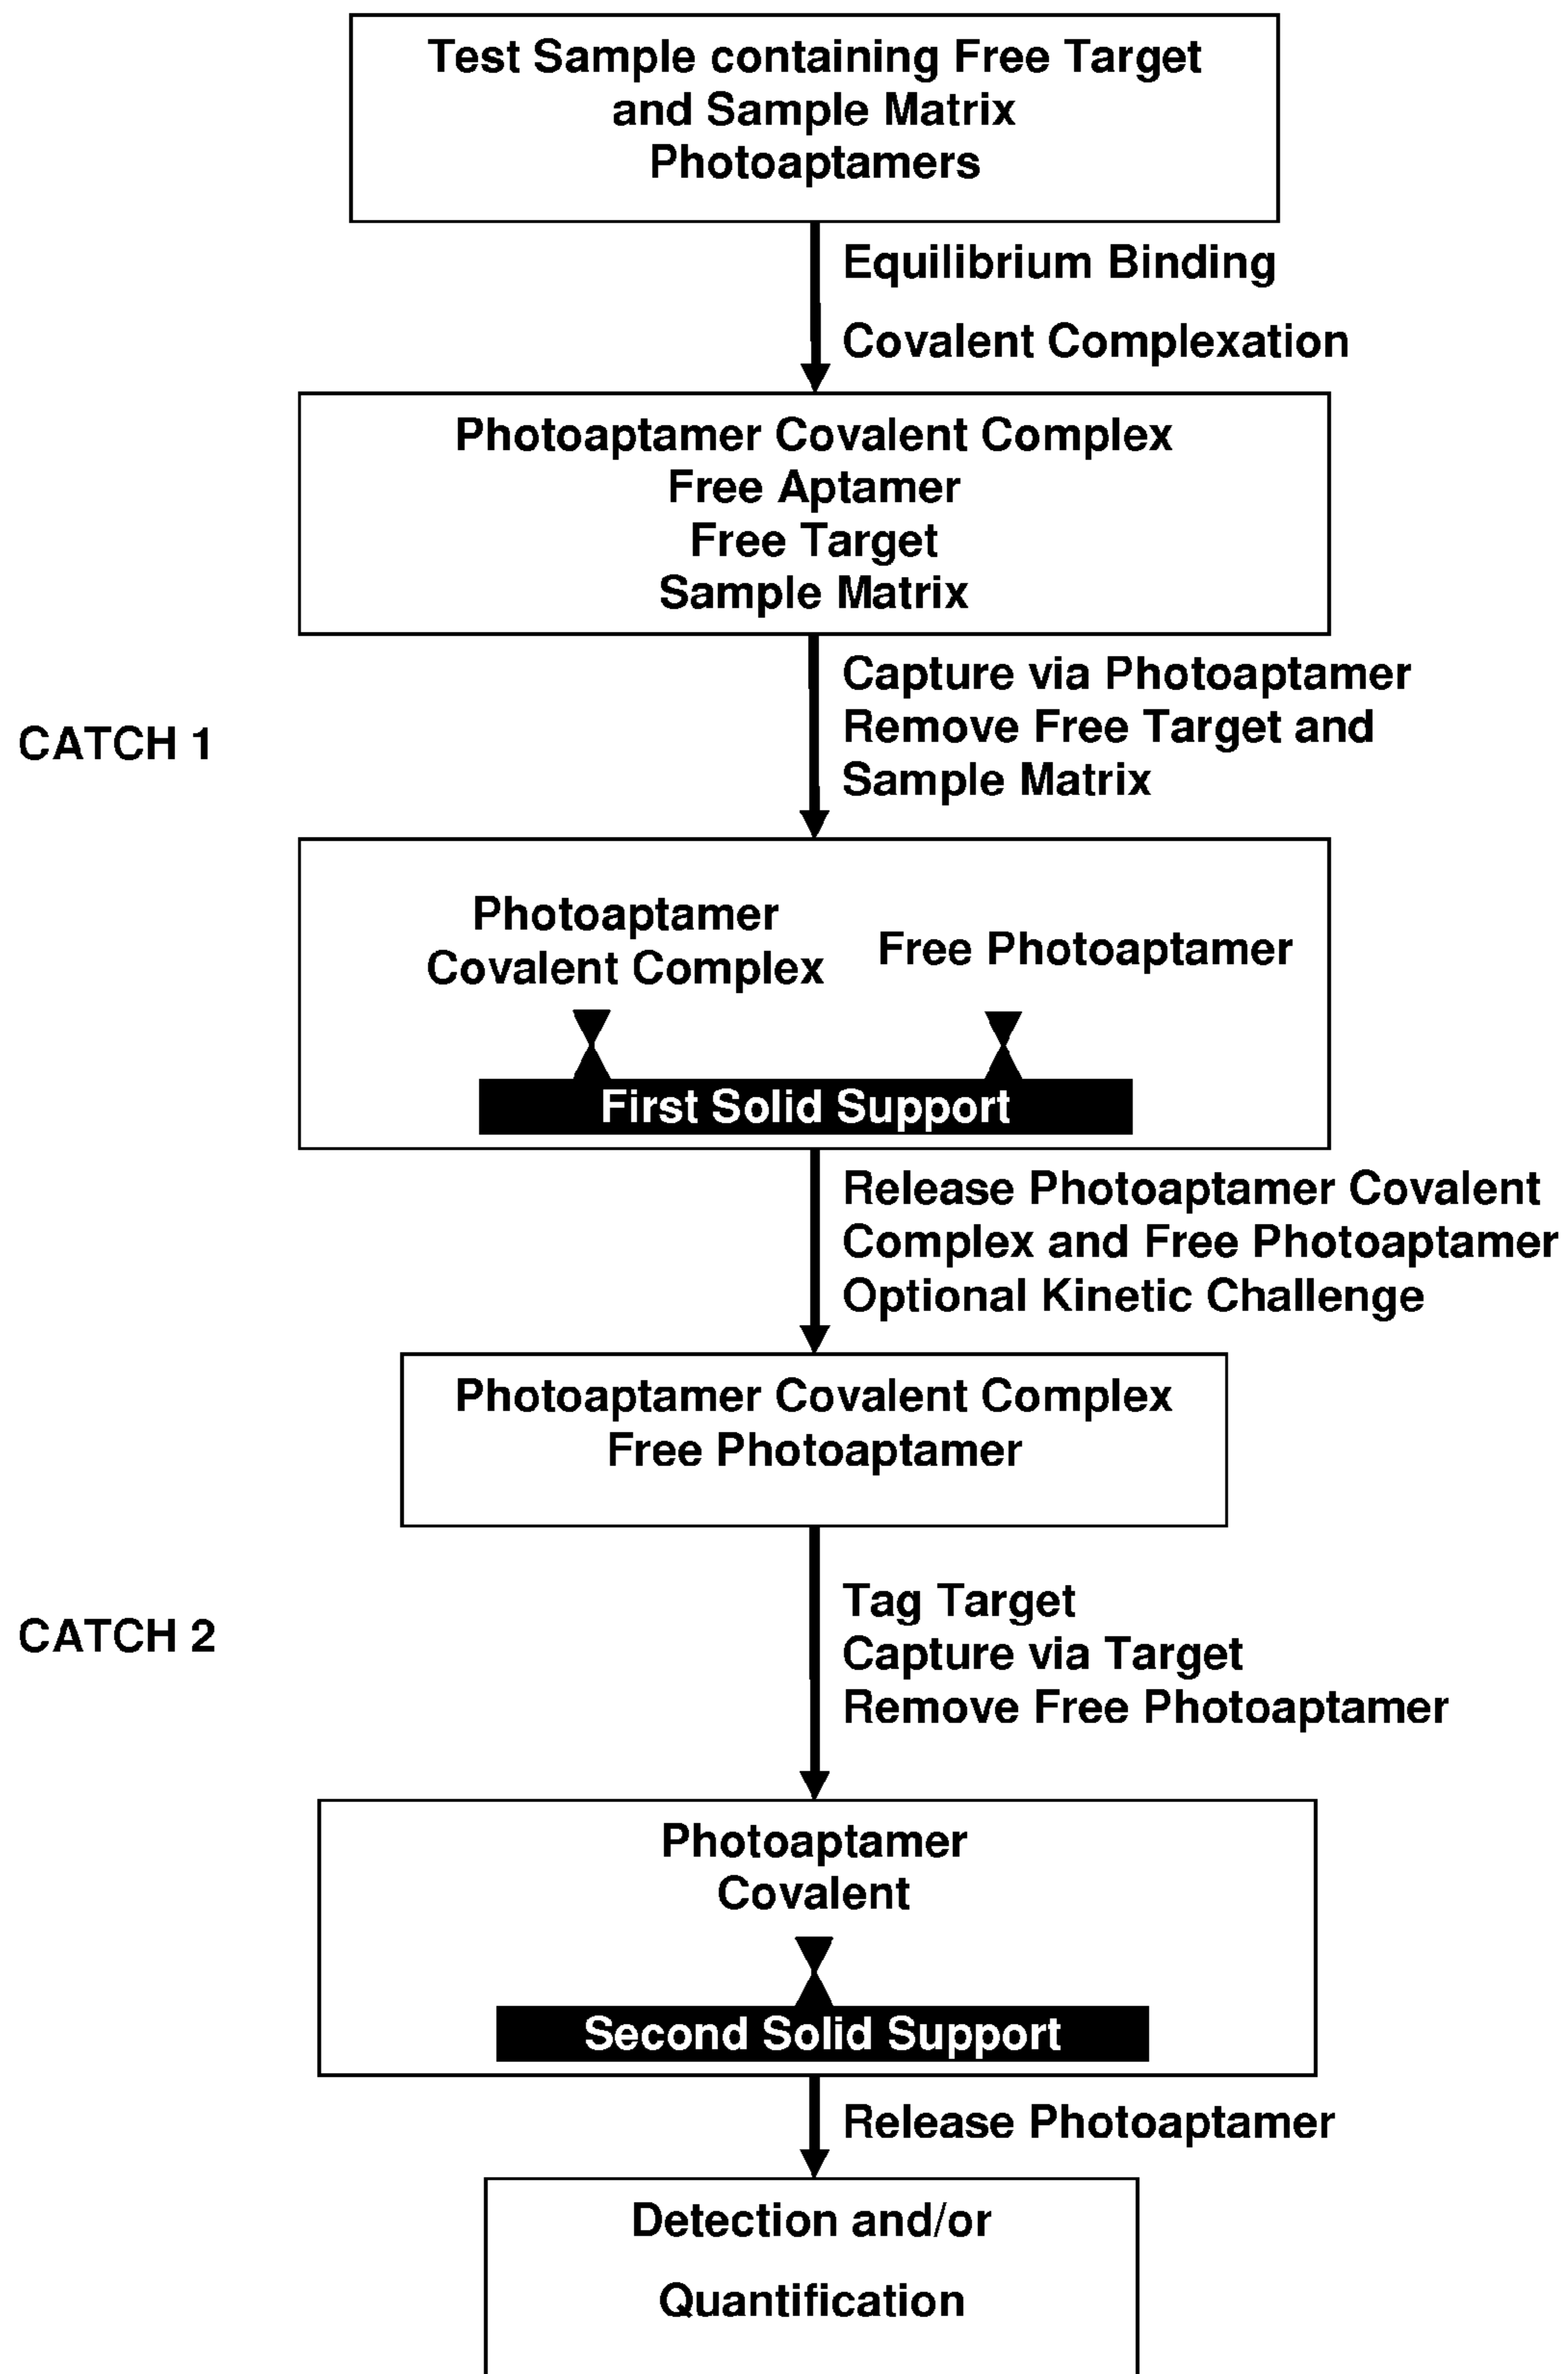 Test Sample containing Free Target
and Sample Matrix
Photoaptamers
Equilibrium Binding
Covalent Complexation
Photoaptamer Covalent Complex
Free Aptamer
Free Target
Sample Matrix
CATCH 1
Capture via Photoaptamer
Remove Free Target and
Sample Matrix
Photoaptamer
Covalent Complex
Free Photoaptamer
First Solid Support
Release Photoaptamer Covalent
Complex and Free Photoaptamer
Optional Kinetic Challenge
Photoaptamer Covalent Complex
Free Photoaptamer
CATCH 2
Tag Target
Capture via Target
Remove Free Photoaptamer
Photoaptamer
Covalent
Second Solid Support
Release Photoaptamer
Detection and/or
Quantification